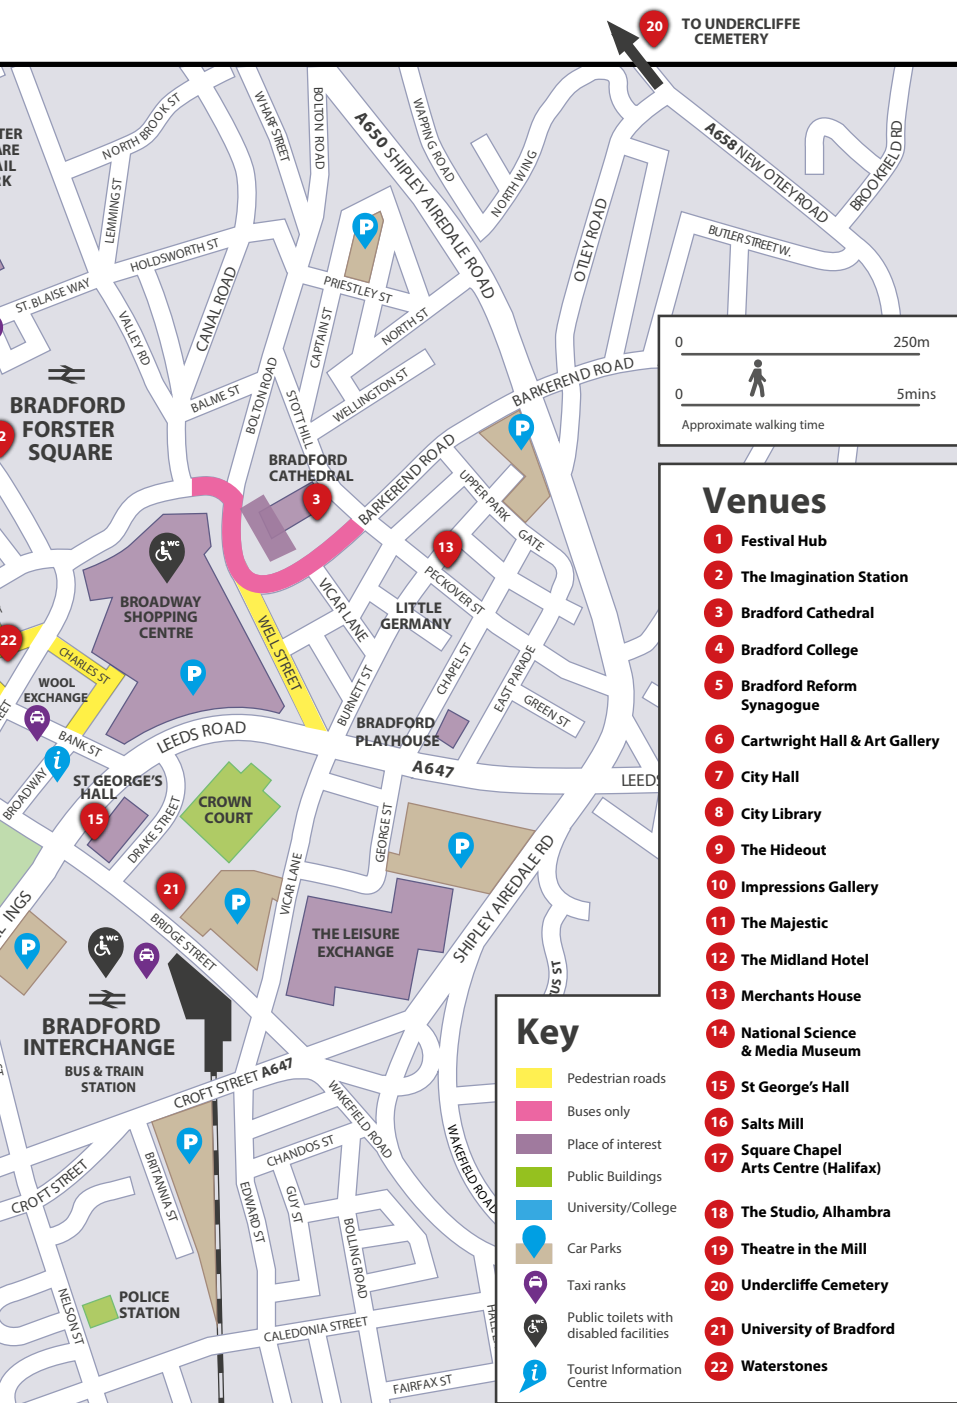 20
TO UNDERCLIFFE
CEMETERY
TER
ARE
AIL
RK
NORTH BROOK ST
WHARF STREET
BOLTON ROAD
A650 SHIPLEY AIREDALE ROAD
WAPPING ROAD
NORTH WING
A658 NEW OTLEY ROAD
BROOKFIELD RD
LEMMING ST
HOLDSWORTH ST
ST. BLAISE WAY
VALLEY RD
CANAL ROAD
P
PRIESTLEY ST
CAPTAIN ST
NORTH ST
OTLEY ROAD
BUTLER STREET W.
0
250m
0
5mins
Approximate walking time
BRADFORD
FORSTER
SQUARE
2
BALME ST
BOLTON ROAD
STOTT HILL
WELLINGTON ST
BARKEREND ROAD
P
BRADFORD
CATHEDRAL
3
BARKEREND ROAD
UPPER PARK
GATE
13
PECKOVER ST
WC
BROADWAY
SHOPPING
CENTRE
P
WELL STREET
VICAR LANE
LITTLE
GERMANY
BURNETT ST
CHAPEL ST
EAST PARADE
GREEN ST
22
CHARLES ST
WOOL
EXCHANGE
REET
BANK ST
LEEDS ROAD
BRADFORD
PLAYHOUSE
A647
LEEDS
i
BROADWAY
ST GEORGE'S
HALL
15
DRAKE STREET
CROWN
COURT
GEORGE ST
P
VICAR LANE
SHIPLEY AIREDALE RD
21
P
BRIDGE STREET
THE LEISURE
EXCHANGE
INGS
P
WC
US ST
BRADFORD
INTERCHANGE
BUS & TRAIN
STATION
CROFT STREET A647
WAKEFIELD ROAD
WAKEFIELD ROAD
P
CROFT STREET
BRITANNIA ST
CHANDOS ST
EDWARD ST
GUY ST
BOLLING ROAD
NELSON ST
POLICE
STATION
CALEDONIA STREET
FAIRFAX ST
Venues
1 Festival Hub
2 The Imagination Station
3 Bradford Cathedral
4 Bradford College
5 Bradford Reform
Synagogue
6 Cartwright Hall & Art Gallery
7 City Hall
8 City Library
9 The Hideout
10 Impressions Gallery
11 The Majestic
12 The Midland Hotel
13 Merchants House
14 National Science
& Media Museum
15 St George's Hall
16 Salts Mill
17 Square Chapel
Arts Centre (Halifax)
18 The Studio, Alhambra
19 Theatre in the Mill
20 Undercliffe Cemetery
21 University of Bradford
22 Waterstones
Key
Pedestrian roads
Buses only
Place of interest
Public Buildings
University/College
Car Parks
Taxi ranks
WC
Public toilets with
disabled facilities
i
Tourist Information
Centre